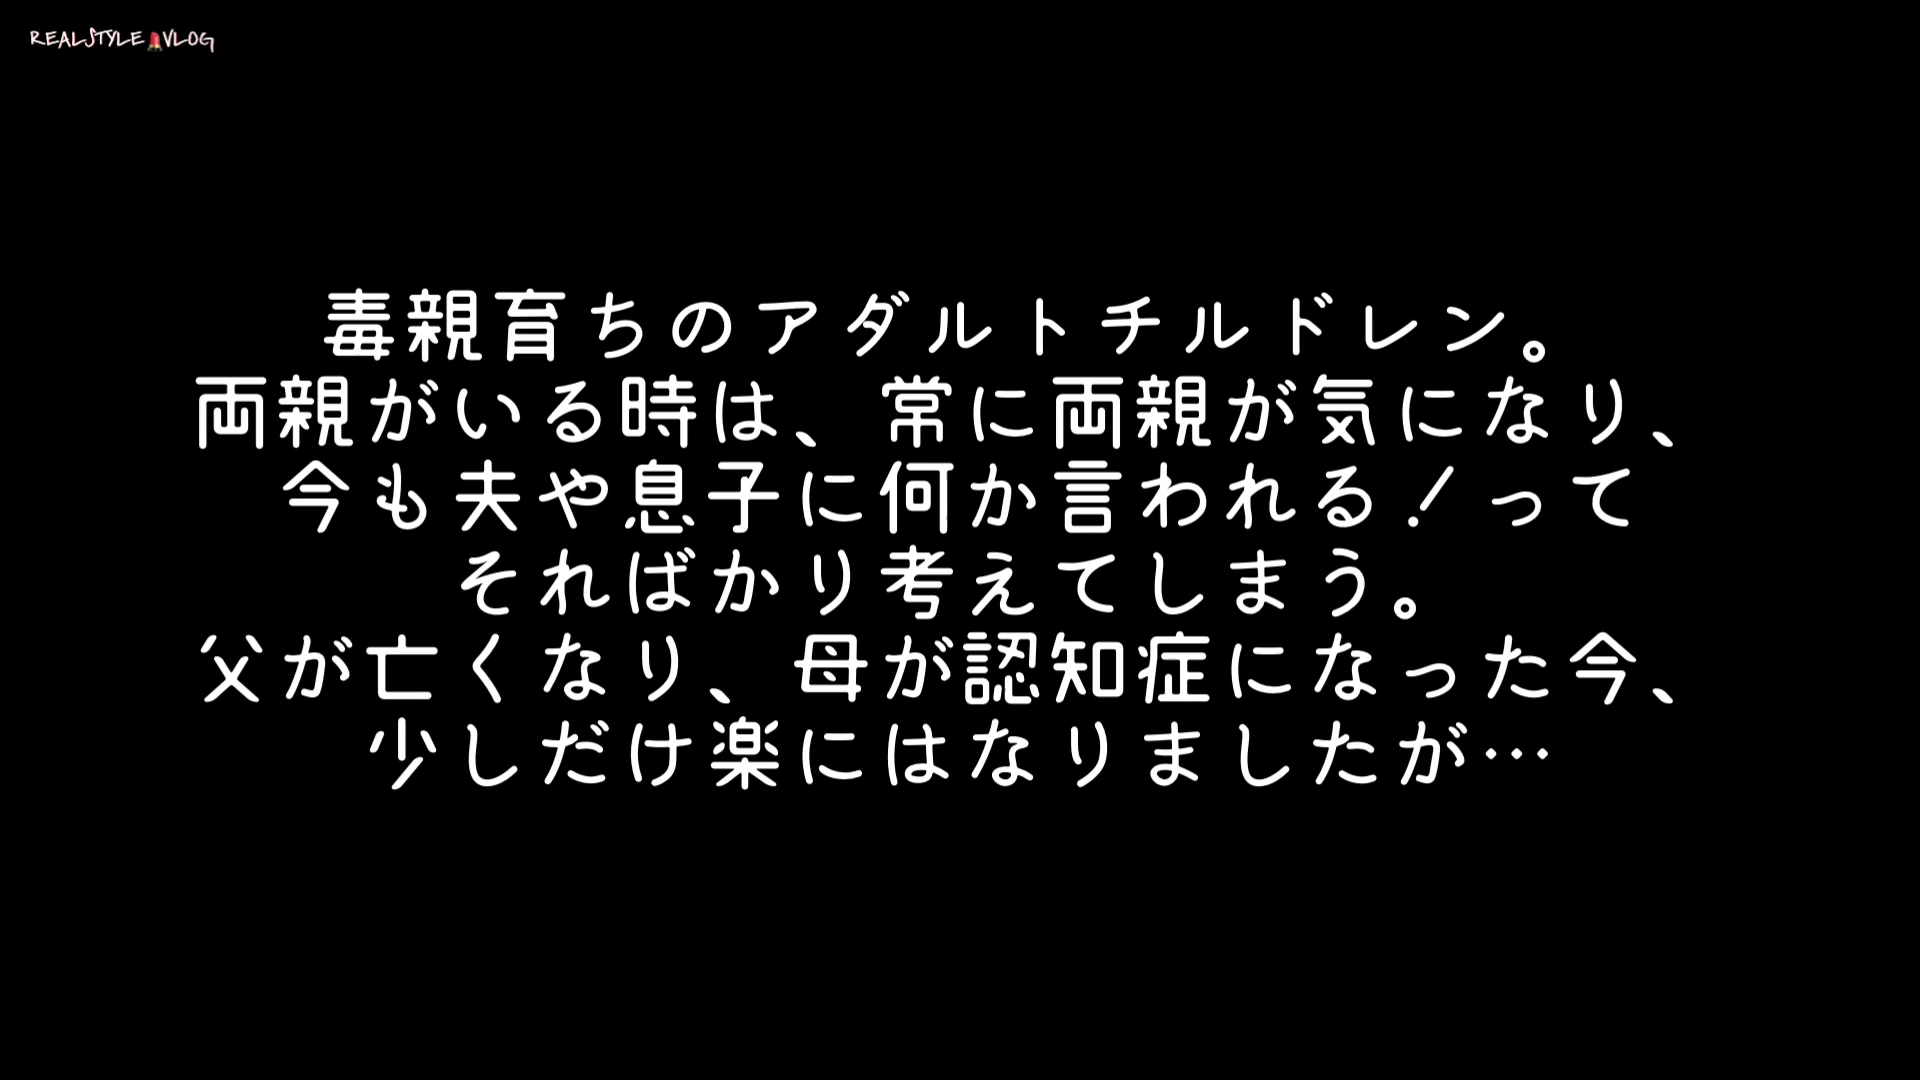 REALSTYLE VLOG
毒親育ちのアダルトチルドレン。
両親がいる時は、常に両親が気になり、
今も夫や息子に何か言われる！って
そればかり考えてしまう。
父が亡くなり、母が認知症になった今、
少しだけ楽にはなりましたが…